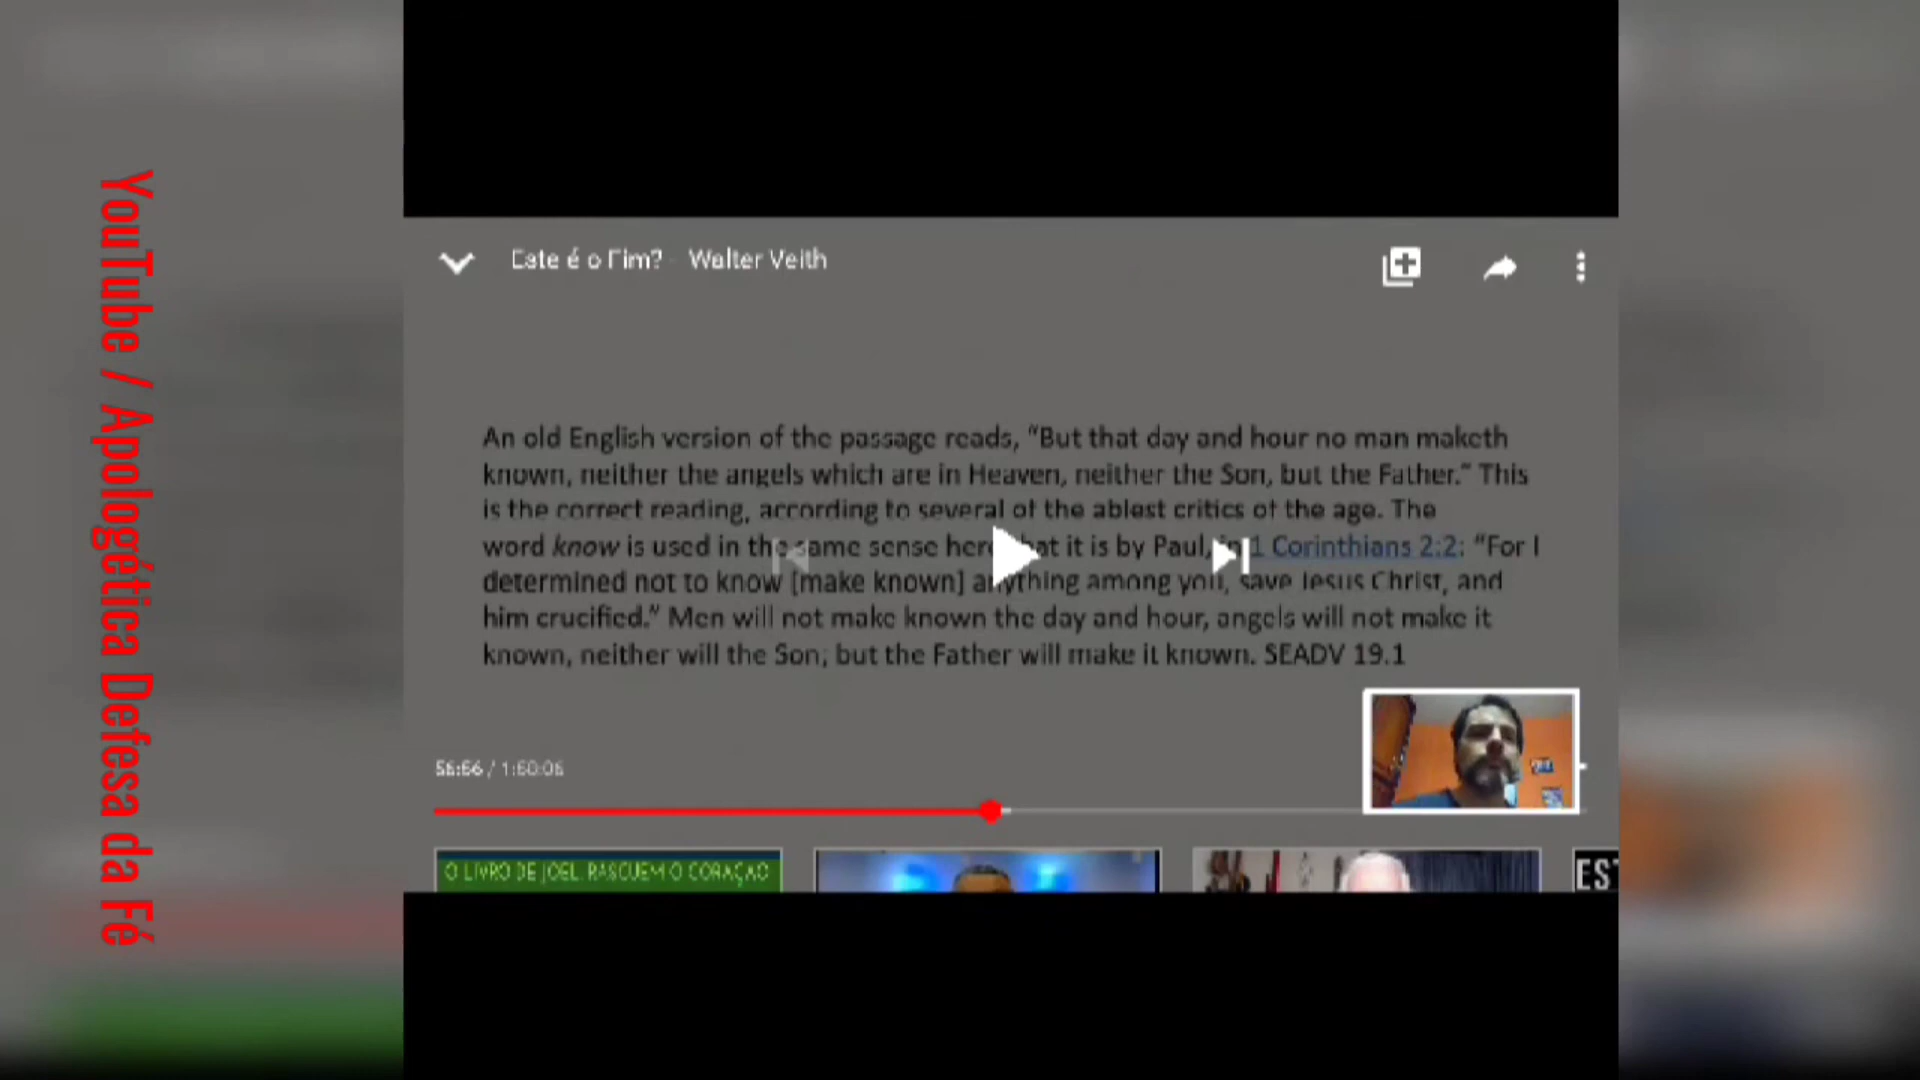 YouTube / Apologética Defesa da Fé
Este é o Fim? - Walter Veith
An old English version of the passage reads, “But that day and hour no man maketh
known, neither the angels which are in Heaven, neither the Son, but the Father.” This
is the correct reading, according to several of the ablest critics of the age. The
word know is used in the same sense here that it is by Paul, in 1 Corinthians 2:2: “For I
determined not to know [make known] anything among you, save Jesus Christ, and
him crucified.” Men will not make known the day and hour, angels will not make it
known, neither will the Son; but the Father will make it known. SEADV 19.1
O LIVRO DE JOEL. RASGUEM O CORAÇÃO
EST